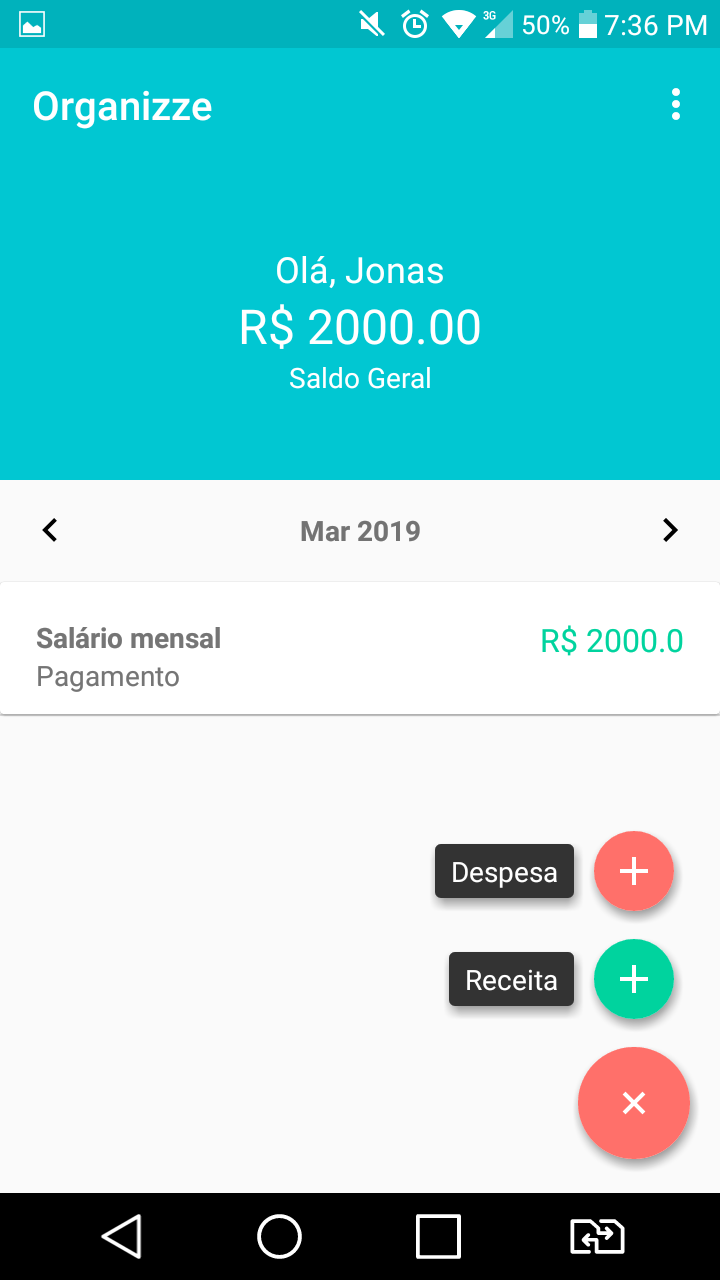 3G 50% 7:36 PM
Organizze
Olá, Jonas
R$ 2000.00
Saldo Geral
Mar 2019
Salário mensal R$ 2000.0
Pagamento
Despesa
Receita